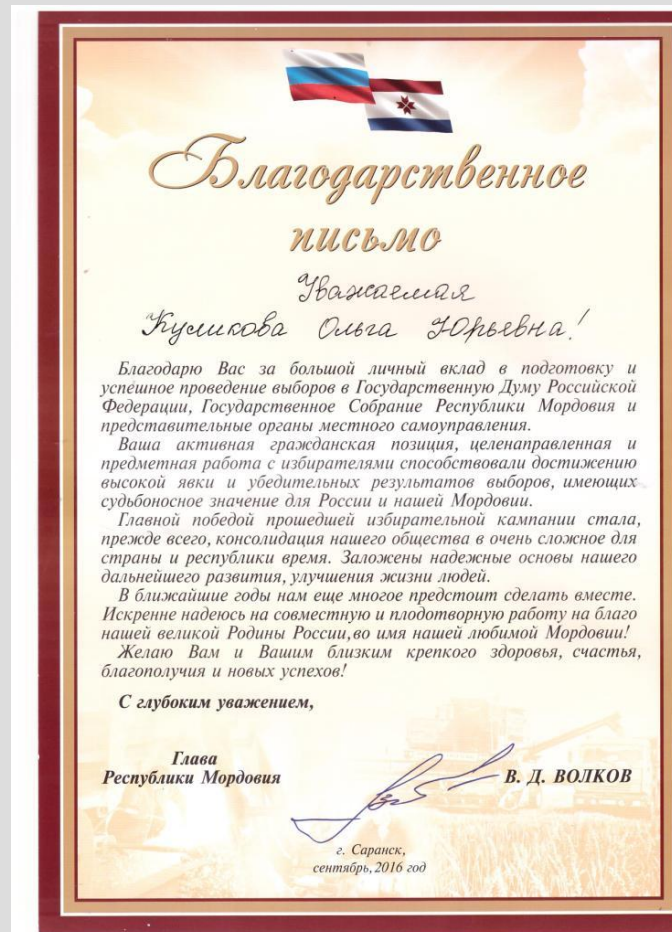 Благодарственное
письмо
Уважаемая
Куликова Ольга Юрьевна!
Благодарю Вас за большой личный вклад в подготовку и
успешное проведение выборов в Государственную Думу Российской
Федерации, Государственное Собрание Республики Мордовия и
представительные органы местного самоуправления.
Ваша активная гражданская позиция, целенаправленная и
предметная работа с избирателями способствовали достижению
высокой явки и убедительных результатов выборов, имеющих
судьбоносное значение для России и нашей Мордовии.
Главной победой прошедшей избирательной кампании стала,
прежде всего, консолидация нашего общества в очень сложное для
страны и республики время. Заложены надежные основы нашего
дальнейшего развития, улучшения жизни людей.
В ближайшие годы нам еще многое предстоит сделать вместе.
Искренне надеюсь на совместную и плодотворную работу на благо
нашей великой Родины России, во имя нашей любимой Мордовии!
Желаю Вам и Вашим близким крепкого здоровья, счастья,
благополучия и новых успехов!
С глубоким уважением,
Глава
Республики Мордовия
В. Д. ВОЛКОВ
г. Саранск,
сентябрь, 2016 год